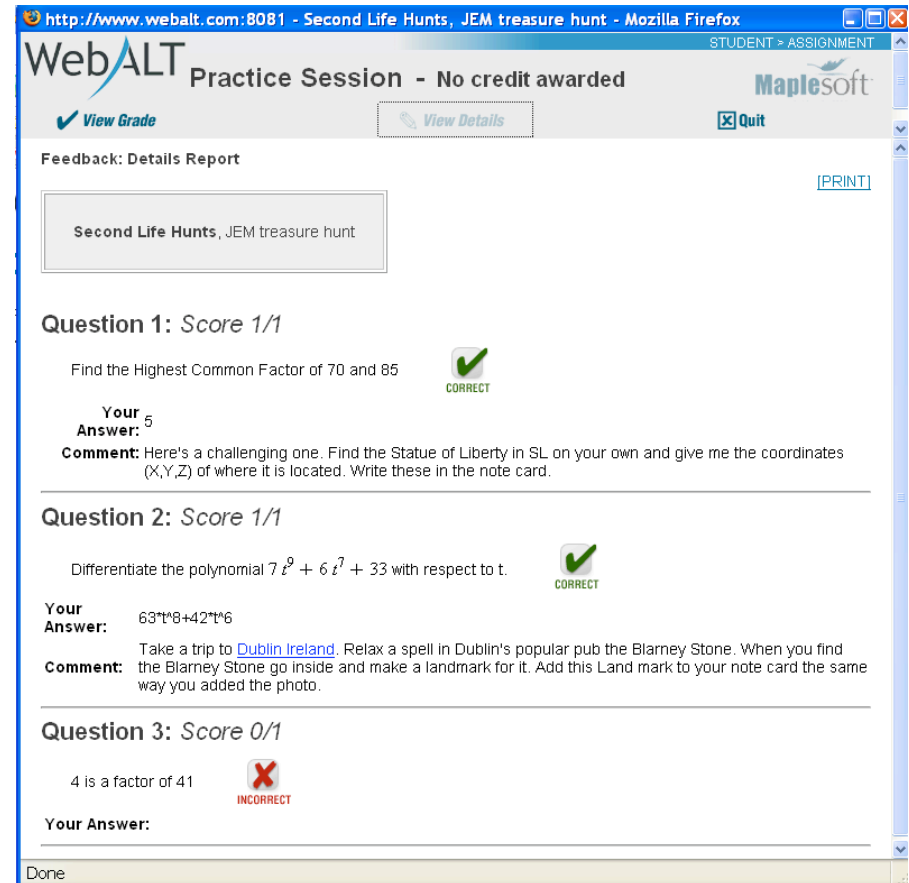 http://www.webalt.com:8081 - Second Life Hunts, JEM treasure hunt - Mozilla Firefox
STUDENT > ASSIGNMENT
WebALT Practice Session - No credit awarded Maplesoft
View Grade View Details Quit
Feedback: Details Report
[PRINT]
Second Life Hunts, JEM treasure hunt
Question 1: Score 1/1
Find the Highest Common Factor of 70 and 85
CORRECT
Your
Answer: 5
Comment: Here's a challenging one. Find the Statue of Liberty in SL on your own and give me the coordinates
(X,Y,Z) of where it is located. Write these in the note card.
Question 2: Score 1/1
Differentiate the polynomial 7 t^9 + 6 t^7 + 33 with respect to t.
CORRECT
Your
Answer: 63*t^8+42*t^6
Take a trip to Dublin Ireland. Relax a spell in Dublin's popular pub the Blarney Stone. When you find
Comment: the Blarney Stone go inside and make a landmark for it. Add this Land mark to your note card the same
way you added the photo.
Question 3: Score 0/1
4 is a factor of 41
INCORRECT
Your Answer:
Done